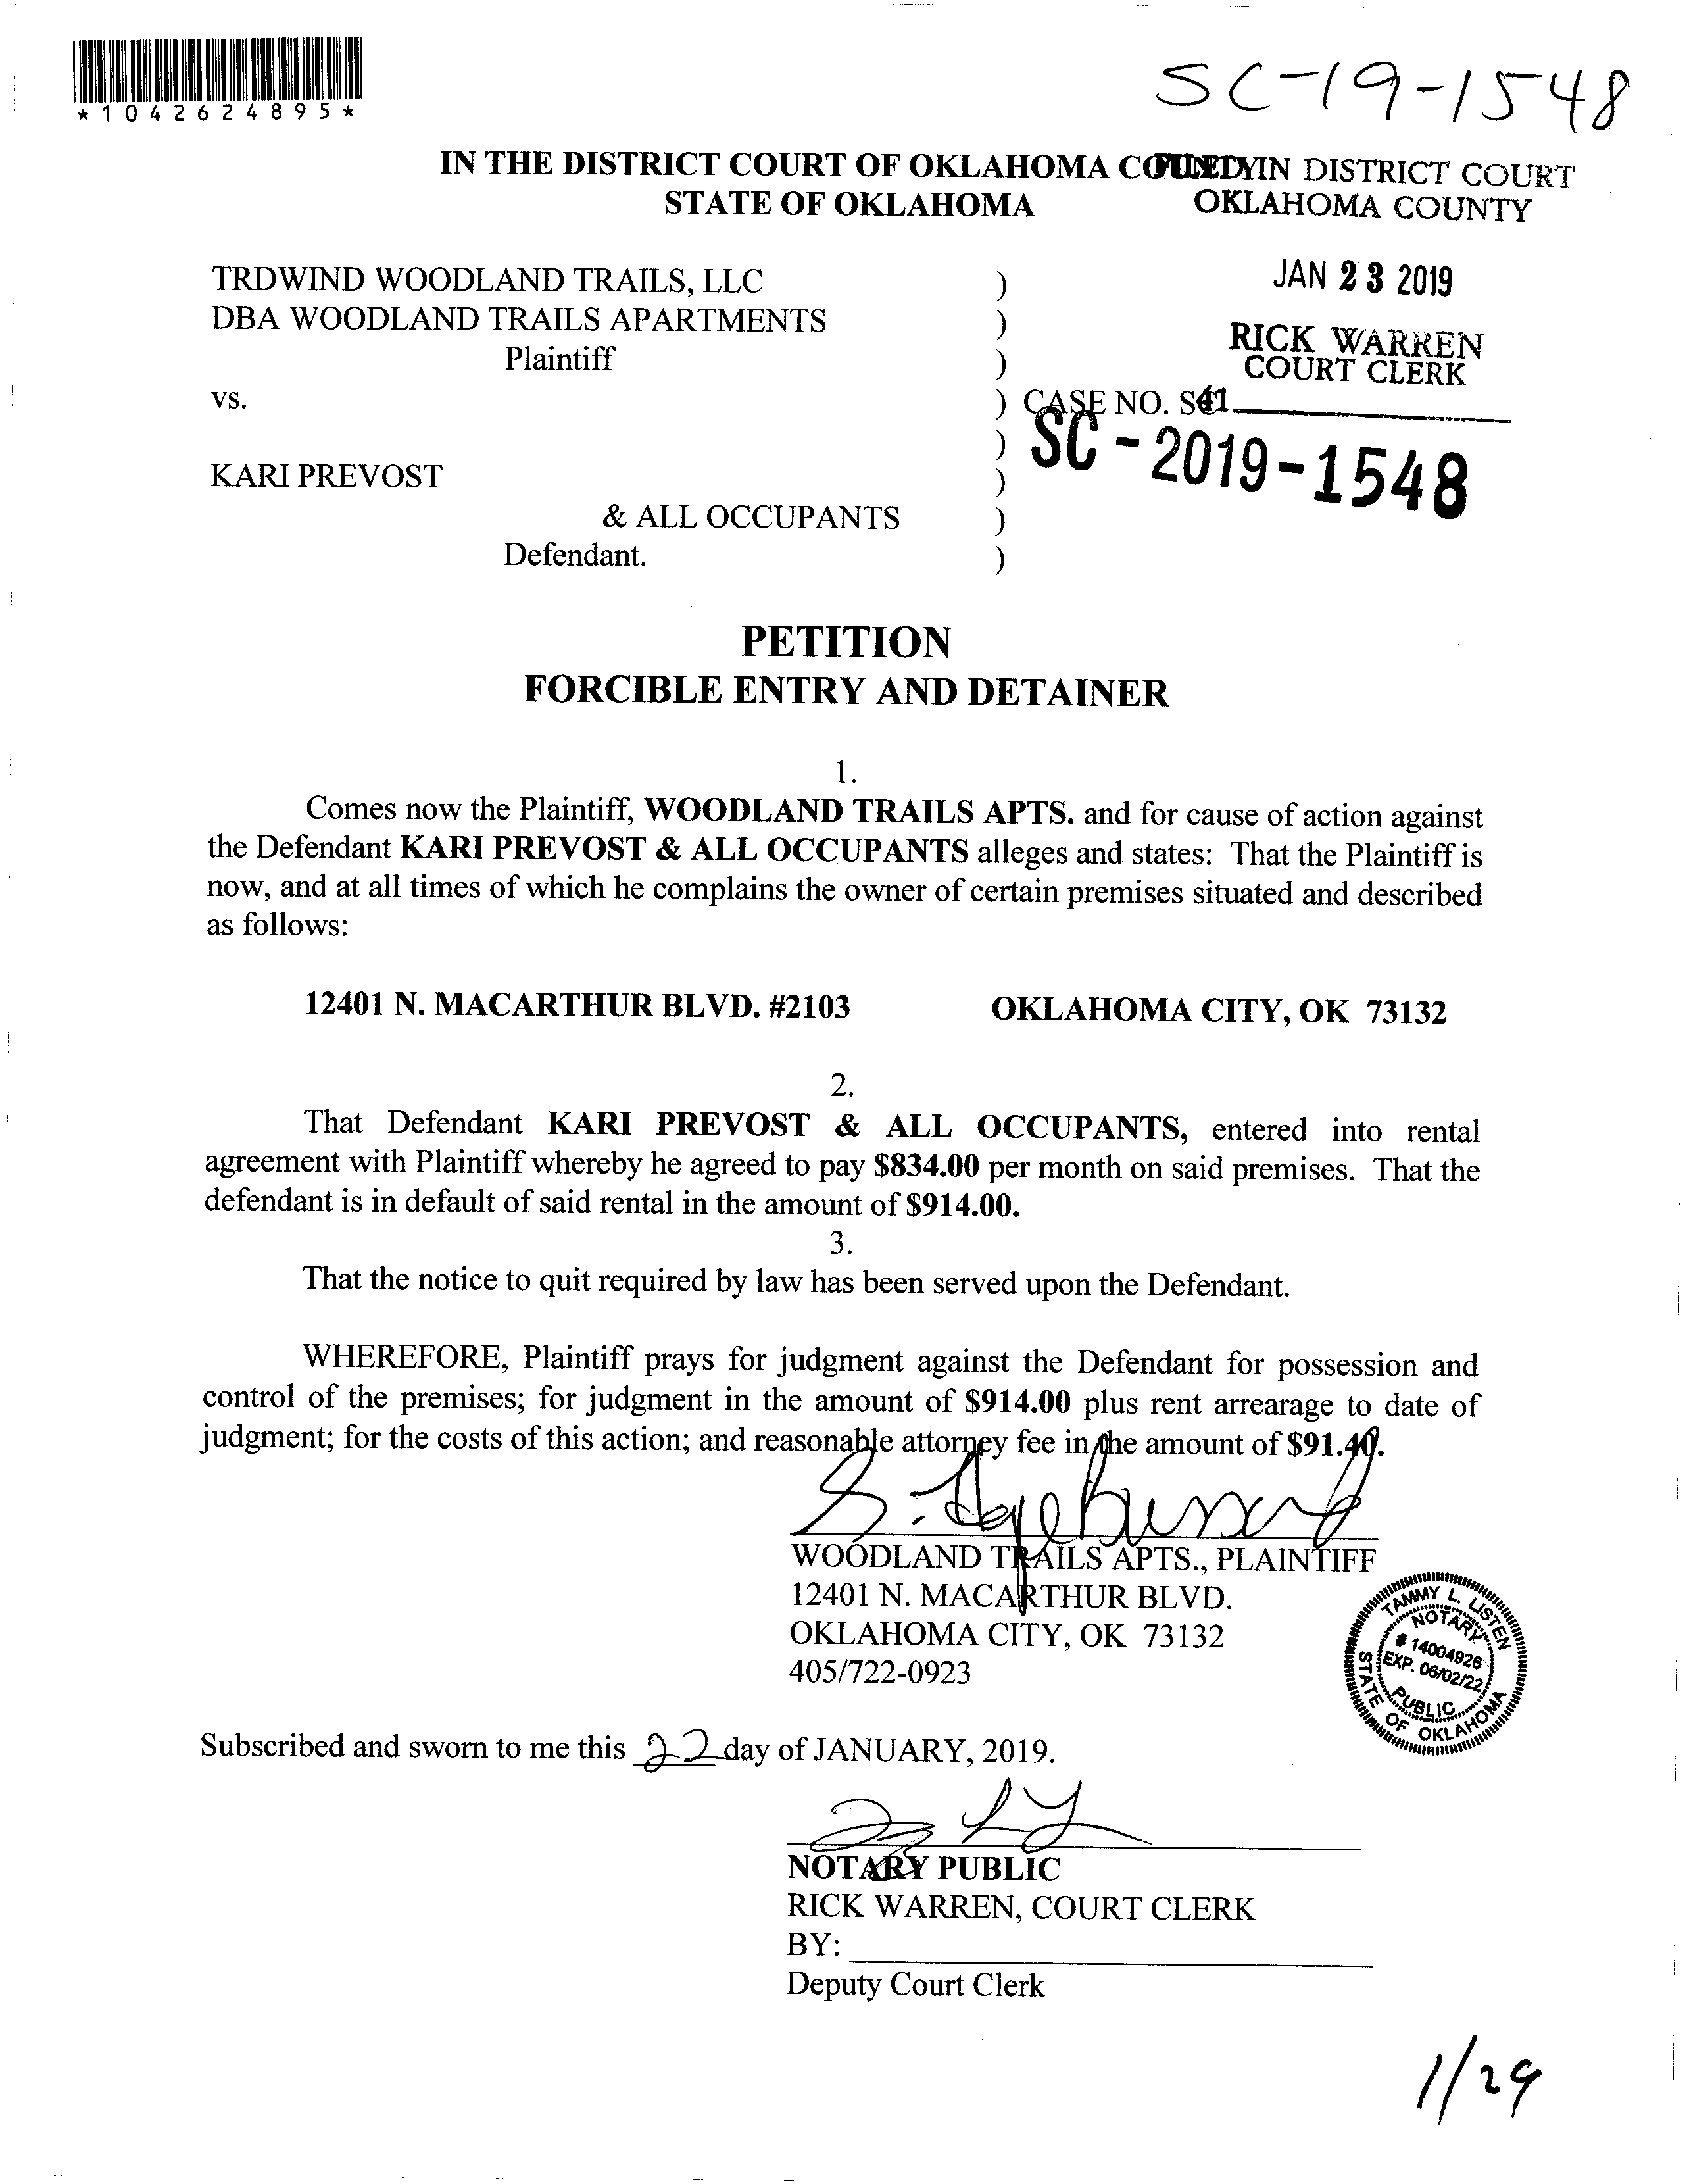 *1042624895*
SC-19-1548
IN THE DISTRICT COURT OF OKLAHOMA COUNTY
STATE OF OKLAHOMA
FILED IN DISTRICT COURT
OKLAHOMA COUNTY
JAN 23 2019
RICK WARREN
COURT CLERK
41
TRDWIND WOODLAND TRAILS, LLC )
DBA WOODLAND TRAILS APARTMENTS )
Plaintiff )
vs. ) CASE NO. SC
) SC-2019-1548
KARI PREVOST )
& ALL OCCUPANTS )
Defendant. )
PETITION
FORCIBLE ENTRY AND DETAINER
1.
Comes now the Plaintiff, WOODLAND TRAILS APTS. and for cause of action against
the Defendant KARI PREVOST & ALL OCCUPANTS alleges and states: That the Plaintiff is
now, and at all times of which he complains the owner of certain premises situated and described
as follows:
12401 N. MACARTHUR BLVD. #2103 OKLAHOMA CITY, OK 73132
2.
That Defendant KARI PREVOST & ALL OCCUPANTS, entered into rental
agreement with Plaintiff whereby he agreed to pay $834.00 per month on said premises. That the
defendant is in default of said rental in the amount of $914.00.
3.
That the notice to quit required by law has been served upon the Defendant.
WHEREFORE, Plaintiff prays for judgment against the Defendant for possession and
control of the premises; for judgment in the amount of $914.00 plus rent arrearage to date of
judgment; for the costs of this action; and reasonable attorney fee in the amount of $91.40.
WOODLAND TRAILS APTS., PLAINTIFF
12401 N. MACARTHUR BLVD.
OKLAHOMA CITY, OK 73132
405/722-0923
TAMMY L. LISTEN
NOTARY
# 14004926
EXP. 06/02/22
PUBLIC
STATE OF OKLAHOMA
Subscribed and sworn to me this 22 day of JANUARY, 2019.
NOTARY PUBLIC
RICK WARREN, COURT CLERK
BY:
Deputy Court Clerk
1/29